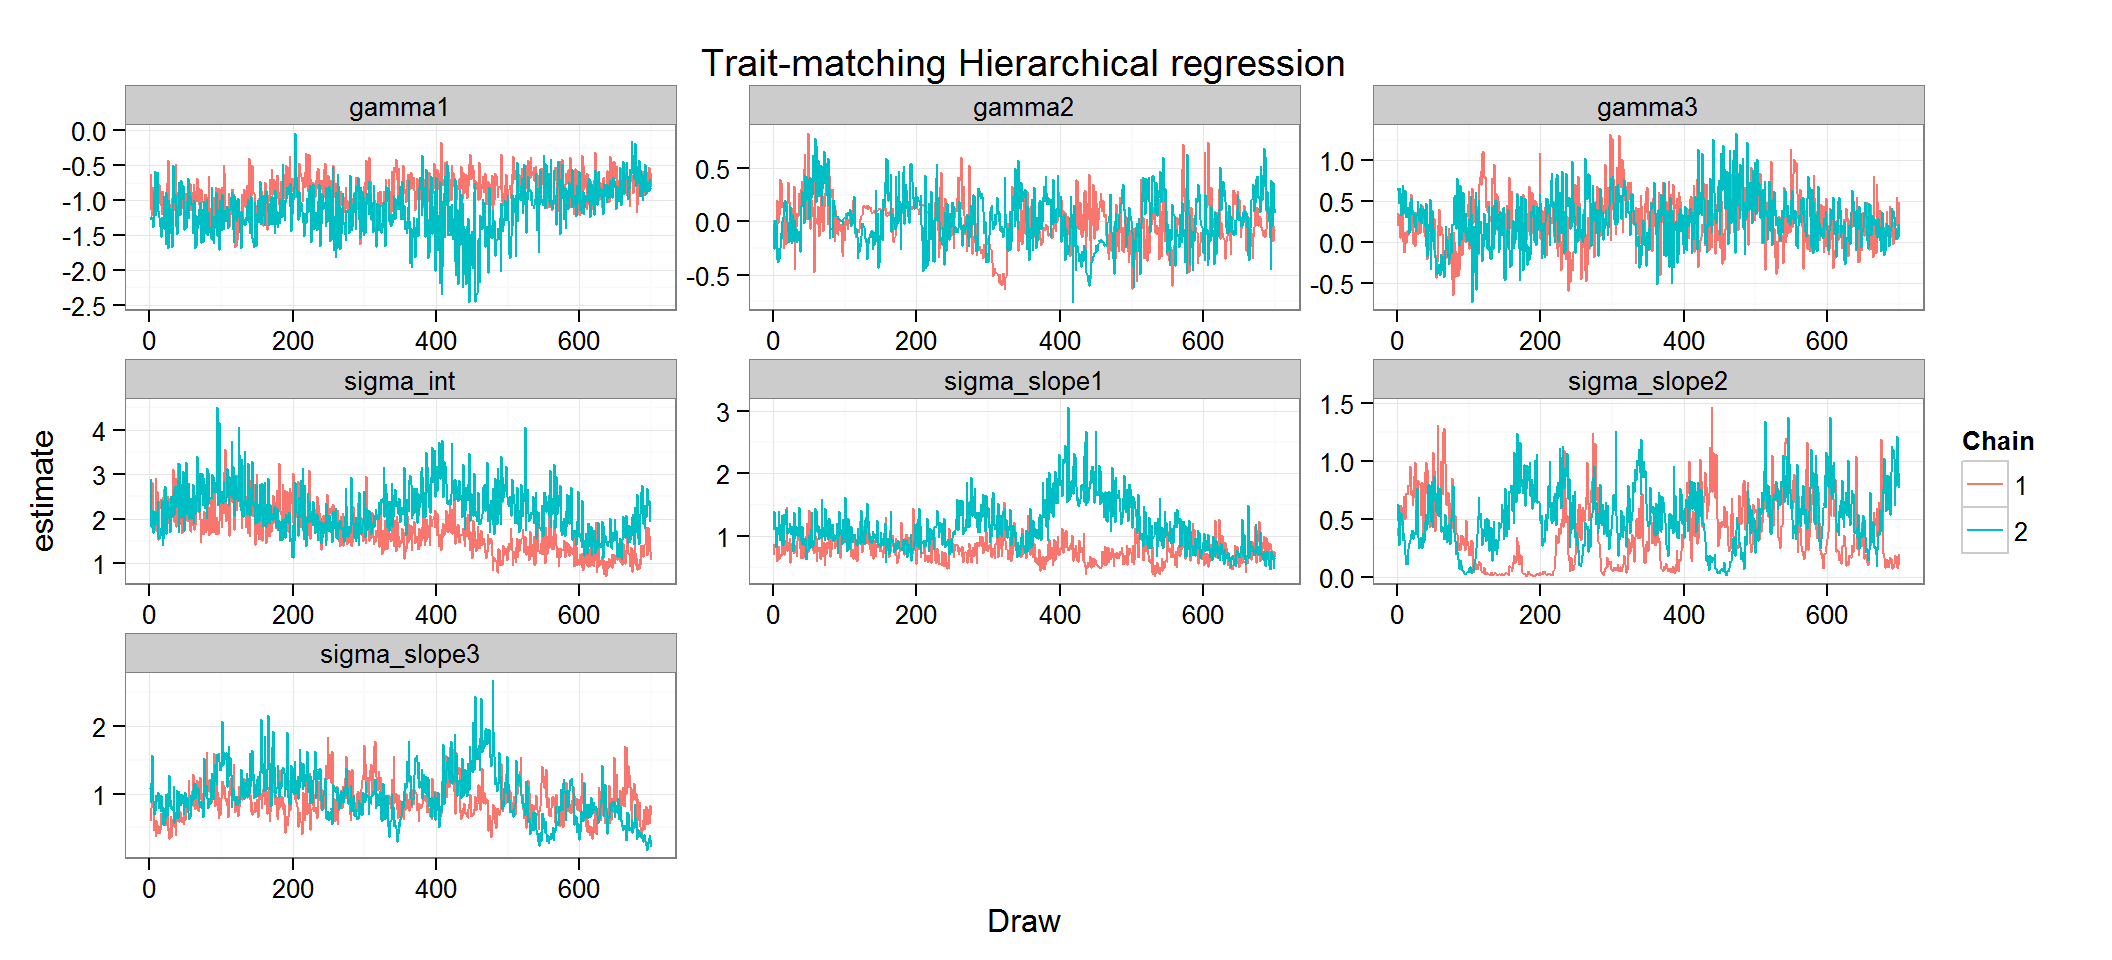 Trait-matching Hierarchical regression
gamma1 gamma2 gamma3
0.0
-0.5
-1.0
-1.5
-2.0
-2.5
0 200 400 600
0.5
0.0
-0.5
0 200 400 600
1.0
0.5
0.0
-0.5
0 200 400 600
sigma_int sigma_slope1 sigma_slope2
4
3
2
1
0 200 400 600
3
2
1
0 200 400 600
1.5
1.0
0.5
0.0
0 200 400 600
sigma_slope3
2
1
0 200 400 600
estimate
Draw
Chain
1
2